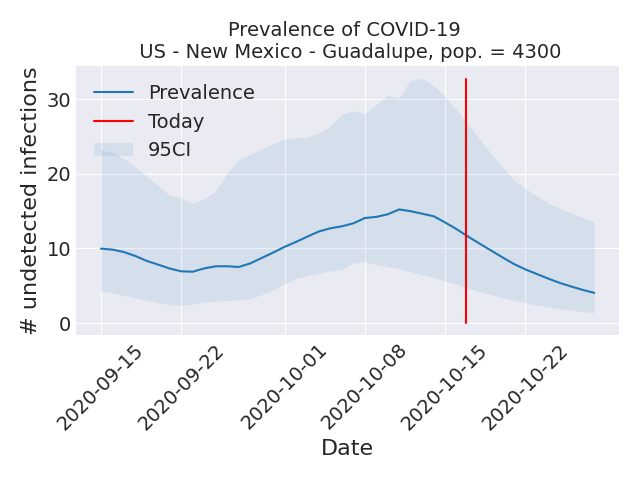 Prevalence of COVID-19
US - New Mexico - Guadalupe, pop. = 4300
# undetected infections
30
20
10
0
Prevalence
Today
95CI
2020-09-15
2020-09-22
2020-10-01
2020-10-08
2020-10-15
2020-10-22
Date